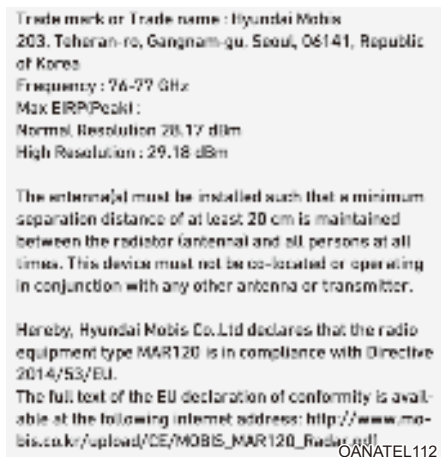 Trade mark or Trade name : Hyundai Mobis
203, Teheran-ro, Gangnam-gu, Seoul, 06141, Republic
of Korea
Frequency : 76-77 GHz
Max EIRP(Peak) :
Normal Resolution 28.17 dBm
High Resolution : 29.18 dBm
The antenna(s) must be installed such that a minimum
separation distance of at least 20 cm is maintained
between the radiator (antenna) and all persons at all
times. This device must not be co-located or operating
in conjunction with any other antenna or transmitter.
Hereby, Hyundai Mobis Co.,Ltd declares that the radio
equipment type MAR120 is in compliance with Directive
2014/53/EU.
The full text of the EU declaration of conformity is avail-
able at the following internet address: http://www.mo-
bis.co.kr/upload/CE/MOBIS_MAR120_Radar.pdf
OANATEL112